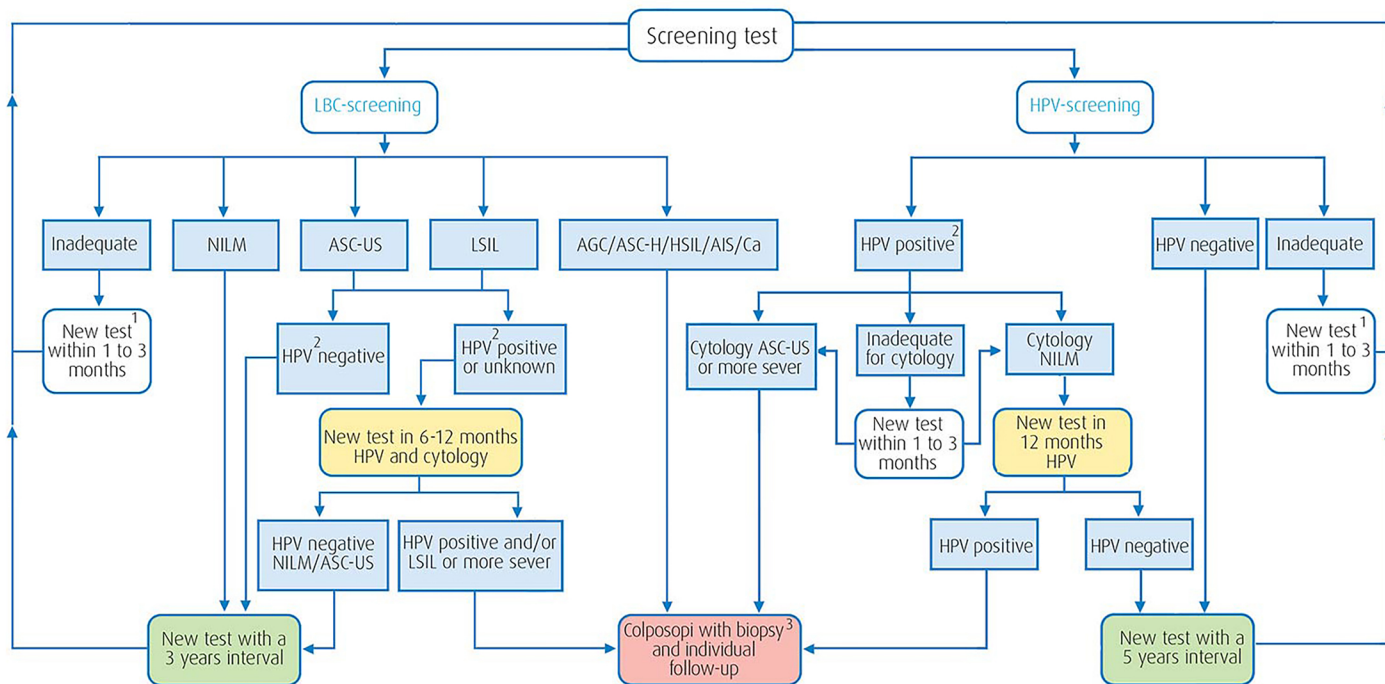 Screening test
LBC-screening
HPV-screening
Inadequate
NILM
ASC-US
LSIL
AGC/ASC-H/HSIL/AIS/Ca
HPV positive2
HPV negative
Inadequate
New test1
within 1 to 3
months
HPV2negative
HPV2positive
or unknown
Cytology ASC-US
or more sever
Inadequate
for cytology
Cytology
NILM
New test1
within 1 to 3
months
New test in 6-12 months
HPV and cytology
New test
within 1 to 3
months
New test in
12 months
HPV
HPV negative
NILM/ASC-US
HPV positive and/or
LSIL or more sever
HPV positive
HPV negative
New test with a
3 years interval
Colposopi with biopsy3
and individual
follow-up
New test with a
5 years interval